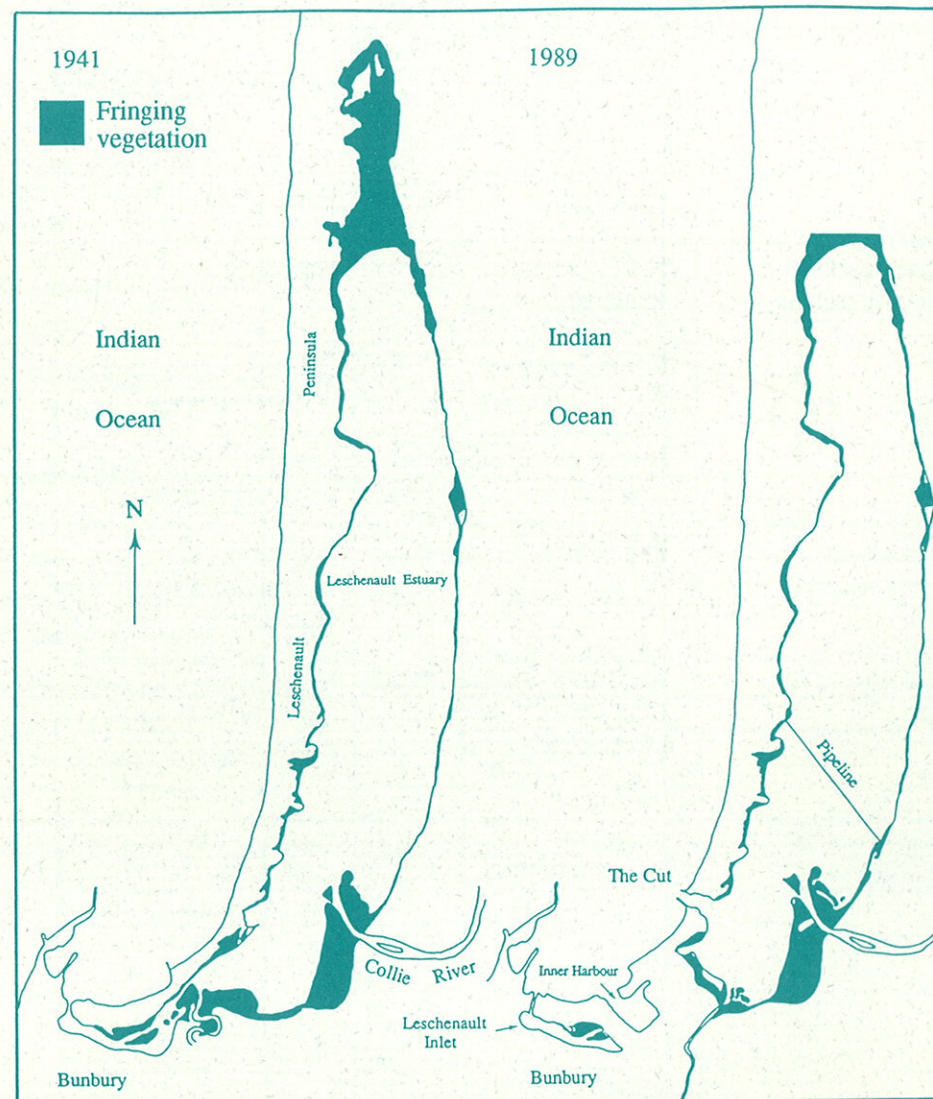 1941
Fringing
vegetation
Indian
Ocean
N
Peninsula
Leschenault
Leschenault Estuary
Collie River
Bunbury
1989
Indian
Ocean
Pipeline
The Cut
Inner Harbour
Leschenault
Inlet
Bunbury